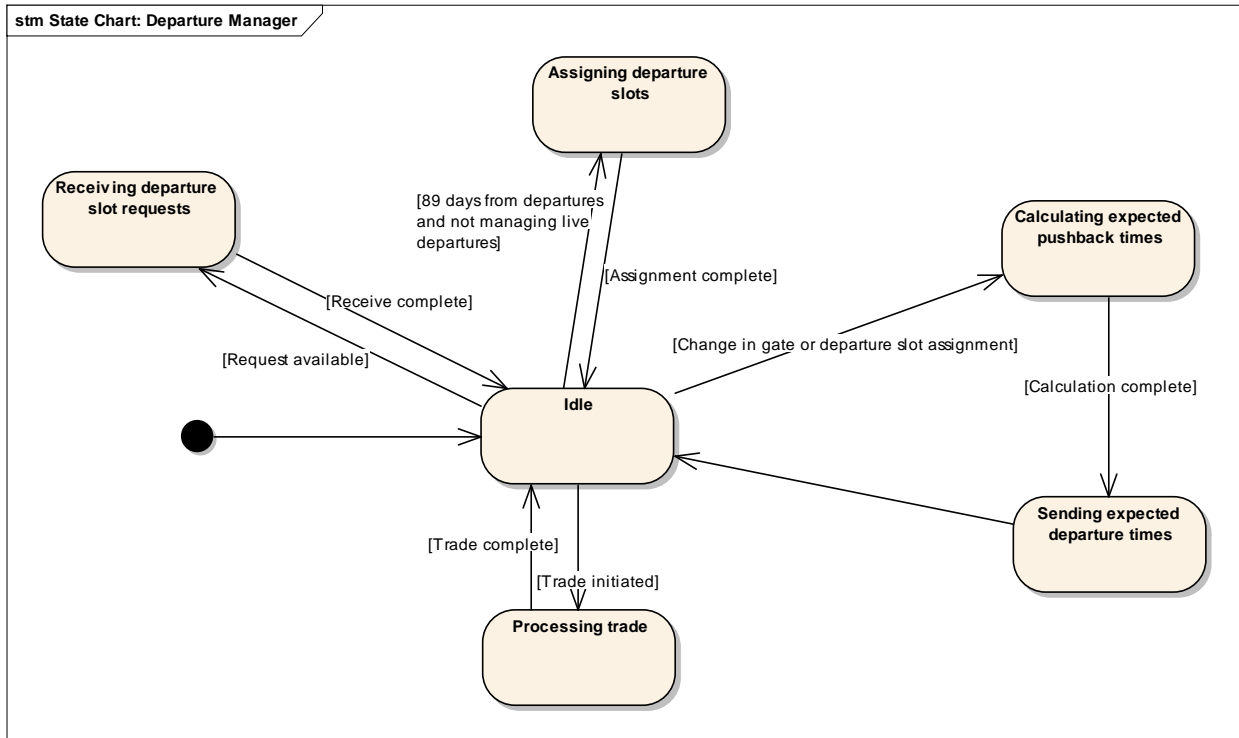 stm State Chart: Departure Manager
Assigning departure
slots
Receiving departure
slot requests
[89 days from departures
and not managing live
departures]
Calculating expected
pushback times
[Assignment complete]
[Receive complete]
[Request available]
[Change in gate or departure slot assignment]
[Calculation complete]
Idle
Sending expected
departure times
[Trade complete]
[Trade initiated]
Processing trade